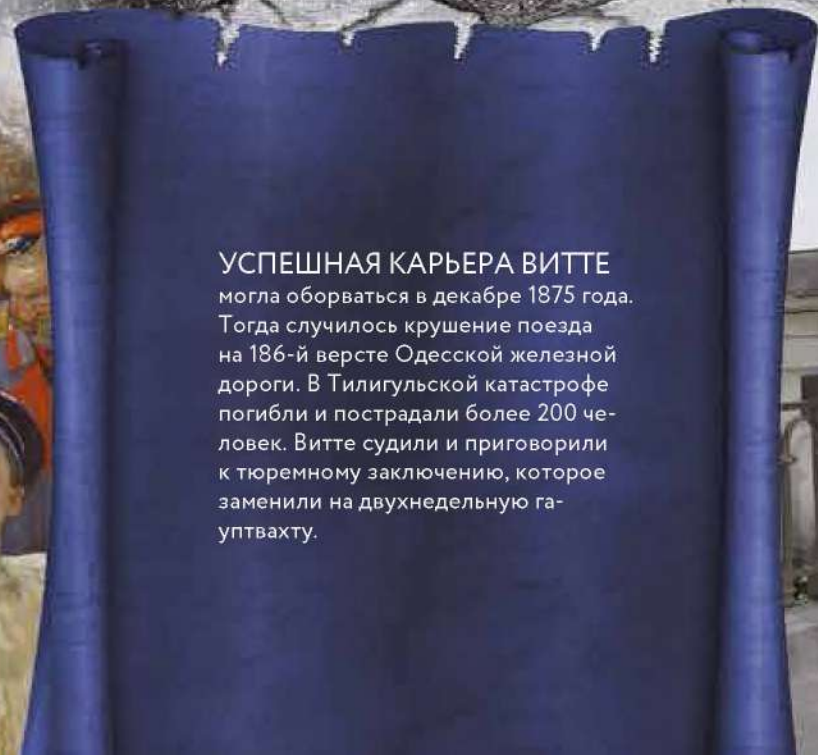 УСПЕШНАЯ КАРЬЕРА ВИТТЕ
могла оборваться в декабре 1875 года.
Тогда случилось крушение поезда
на 186-й версте Одесской железной
дороги. В Тилигульской катастрофе
погибли и пострадали более 200 че-
ловек. Витте судили и приговорили
к тюремному заключению, которое
заменили на двухнедельную га-
уптвахту.